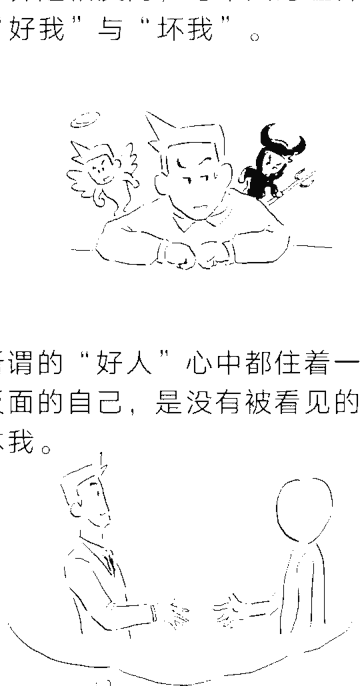 好我”与“坏我”。
谓的“好人”心中都住着一
面的自己，是没有被看见的
我。